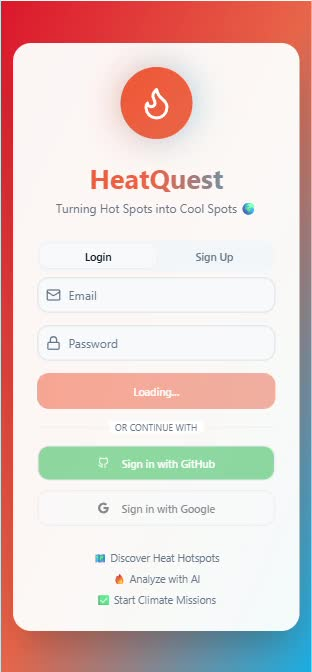 HeatQuest
Turning Hot Spots into Cool Spots 🌍
Login
Sign Up
Email
Password
Loading...
OR CONTINUE WITH
Sign in with GitHub
Sign in with Google
🗺️ Discover Heat Hotspots
🔥 Analyze with AI
✅ Start Climate Missions